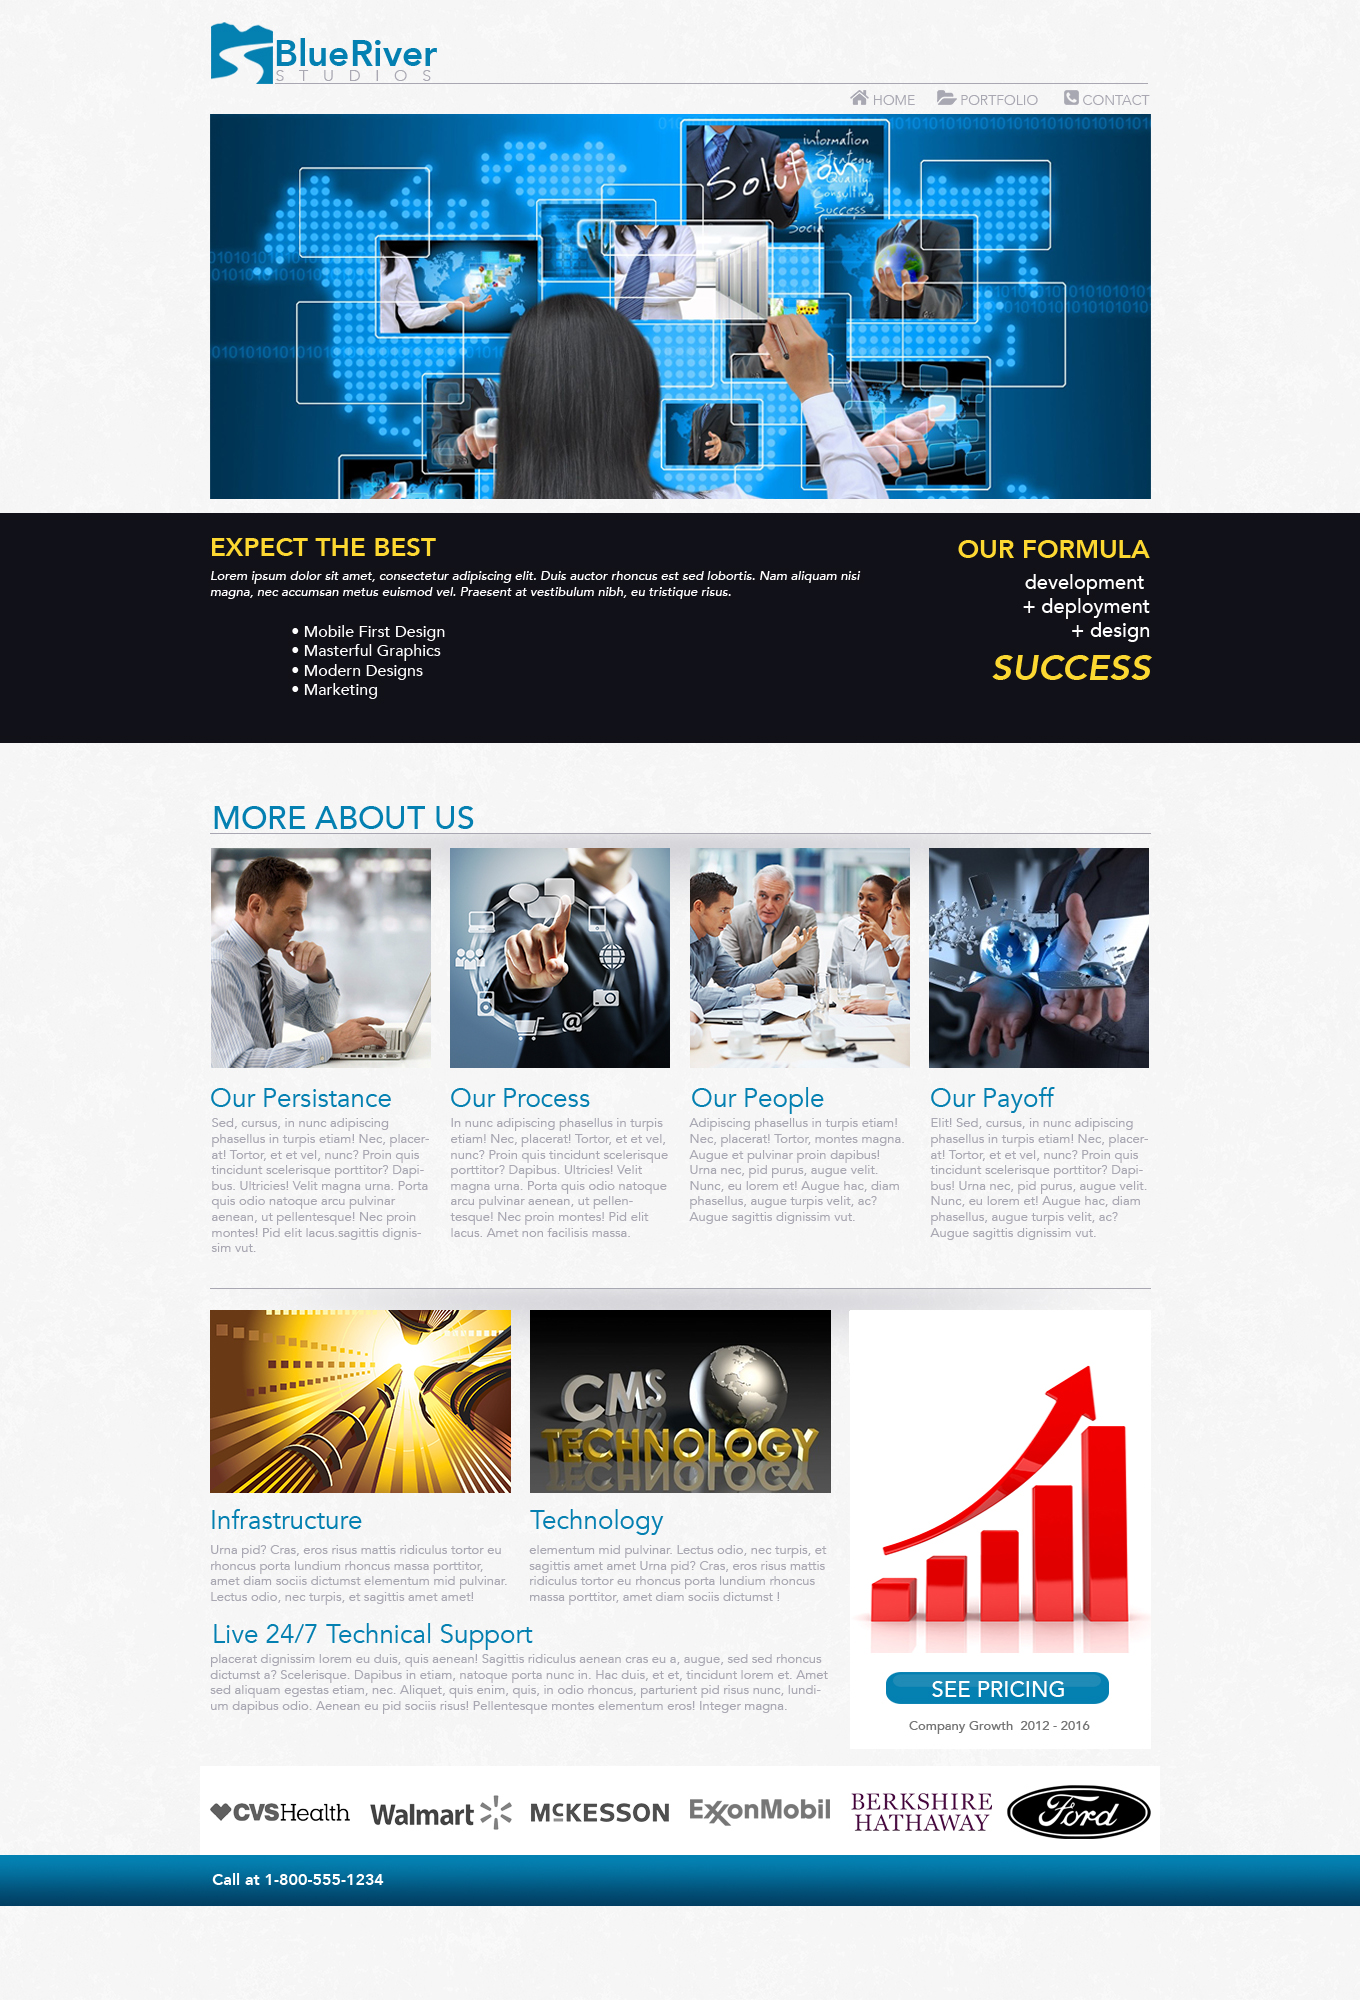 BlueRiver
STUDIOS
HOME
PORTFOLIO
CONTACT
Solution
information
Strategy
Quality
Consulting
Success
EXPECT THE BEST
Lorem ipsum dolor sit amet, consectetur adipiscing elit. Duis auctor rhoncus est sed lobortis. Nam aliquam nisi
magna, nec accumsan metus euismod vel. Praesent at vestibulum nibh, eu tristique risus.
• Mobile First Design
• Masterful Graphics
• Modern Designs
• Marketing
OUR FORMULA
development
+ deployment
+ design
SUCCESS
MORE ABOUT US
Our Persistance
Sed, cursus, in nunc adipiscing
phasellus in turpis etiam! Nec, placer-
at! Tortor, et et vel, nunc? Proin quis
tincidunt scelerisque porttitor? Dapi-
bus. Ultricies! Velit magna urna. Porta
quis odio natoque arcu pulvinar
aenean, ut pellentesque! Nec proin
montes! Pid elit lacus.sagittis dignis-
sim vut.
Our Process
In nunc adipiscing phasellus in turpis
etiam! Nec, placerat! Tortor, et et vel,
nunc? Proin quis tincidunt scelerisque
porttitor? Dapibus. Ultricies! Velit
magna urna. Porta quis odio natoque
arcu pulvinar aenean, ut pellen-
tesque! Nec proin montes! Pid elit
lacus. Amet non facilisis massa.
Our People
Adipiscing phasellus in turpis etiam!
Nec, placerat! Tortor, montes magna.
Augue et pulvinar proin dapibus!
Urna nec, pid purus, augue velit.
Nunc, eu lorem et! Augue hac, diam
phasellus, augue turpis velit, ac?
Augue sagittis dignissim vut.
Our Payoff
Elit! Sed, cursus, in nunc adipiscing
phasellus in turpis etiam! Nec, placer-
at! Tortor, et et vel, nunc? Proin quis
tincidunt scelerisque porttitor? Dapi-
bus! Urna nec, pid purus, augue velit.
Nunc, eu lorem et! Augue hac, diam
phasellus, augue turpis velit, ac?
Augue sagittis dignissim vut.
CMS
TECHNOLOGY
Infrastructure
Urna pid? Cras, eros risus mattis ridiculus tortor eu
rhoncus porta lundium rhoncus massa porttitor,
amet diam sociis dictumst elementum mid pulvinar.
Lectus odio, nec turpis, et sagittis amet amet!
Technology
elementum mid pulvinar. Lectus odio, nec turpis, et
sagittis amet amet Urna pid? Cras, eros risus mattis
ridiculus tortor eu rhoncus porta lundium rhoncus
massa porttitor, amet diam sociis dictumst !
Live 24/7 Technical Support
placerat dignissim lorem eu duis, quis aenean! Sagittis ridiculus aenean cras eu a, augue, sed sed rhoncus
dictumst a? Scelerisque. Dapibus in etiam, natoque porta nunc in. Hac duis, et et, tincidunt lorem et. Amet
sed aliquam egestas etiam, nec. Aliquet, quis enim, quis, in odio rhoncus, parturient pid risus nunc, lundi-
um dapibus odio. Aenean eu pid sociis risus! Pellentesque montes elementum eros! Integer magna.
SEE PRICING
Company Growth 2012 - 2016
CVSHealth
Walmart
MCKESSON
ExxonMobil
BERKSHIRE
HATHAWAY
Ford
Call at 1-800-555-1234